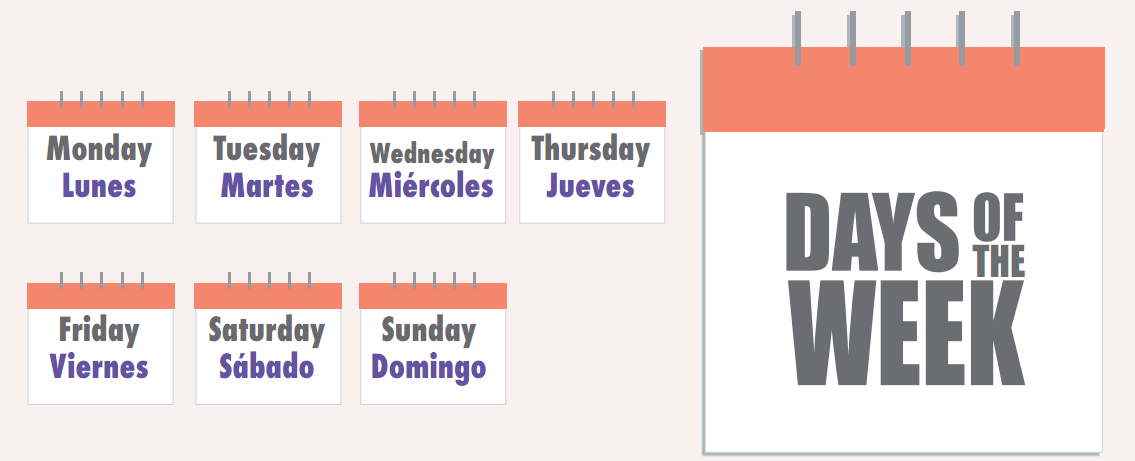 Monday
Lunes
Tuesday
Martes
Wednesday
Miércoles
Thursday
Jueves
Friday
Viernes
Saturday
Sábado
Sunday
Domingo
DAYS OF
THE
WEEK